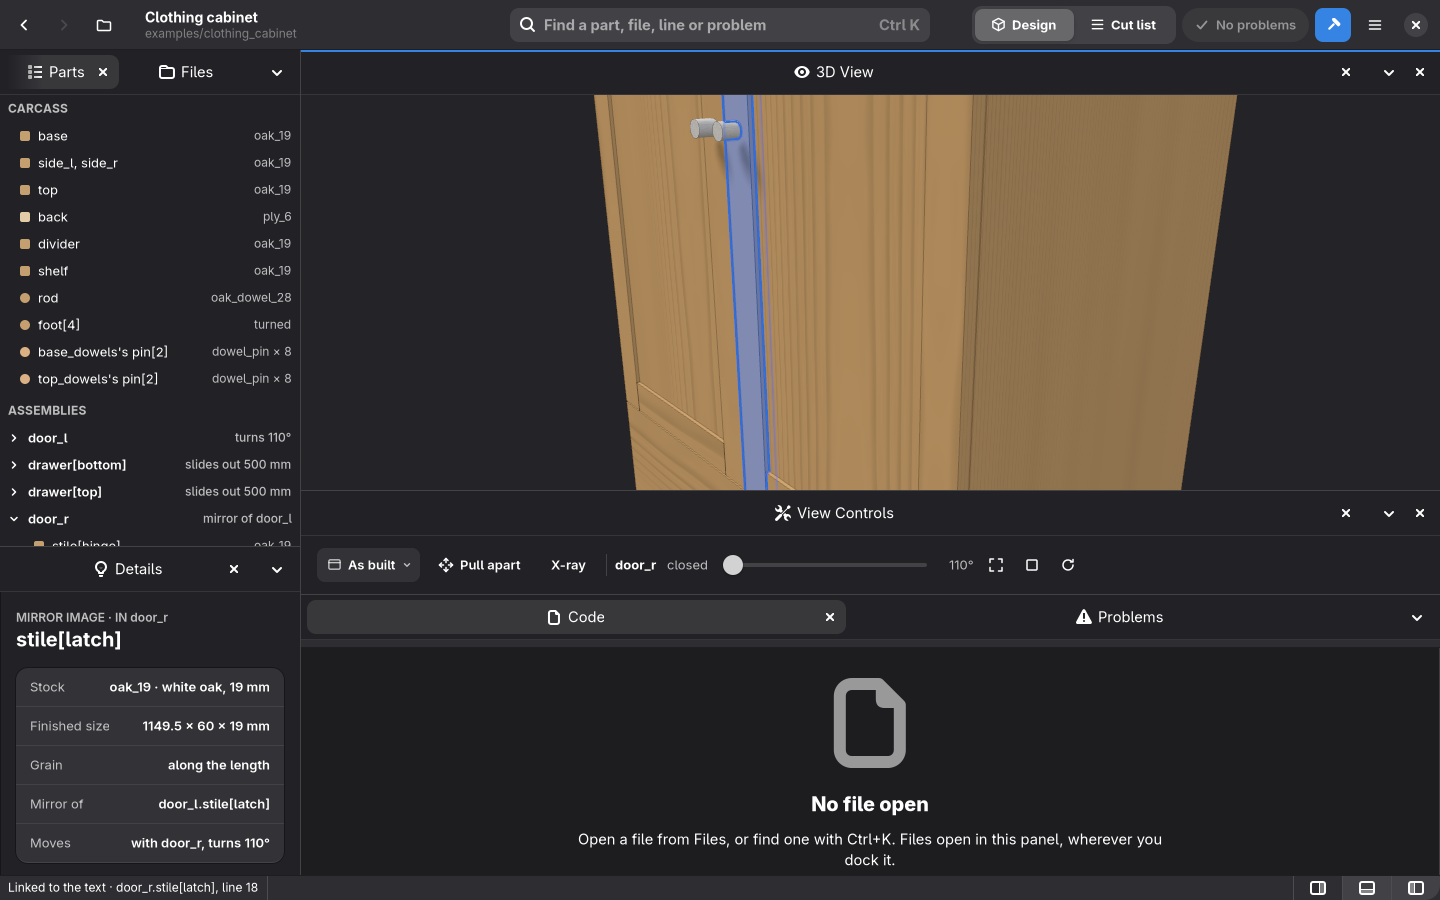 Clothing cabinet
examples/clothing_cabinet
Find a part, file, line or problem
Ctrl K
Design
Cut list
No problems
Parts
Files
3D View
CARCASS
base oak_19
side_l, side_r oak_19
top oak_19
back ply_6
divider oak_19
shelf oak_19
rod oak_dowel_28
foot[4] turned
base_dowels's pin[2] dowel_pin × 8
top_dowels's pin[2] dowel_pin × 8
ASSEMBLIES
door_l turns 110°
drawer[bottom] slides out 500 mm
drawer[top] slides out 500 mm
door_r mirror of door_l
stile[hinge] oak_19
View Controls
As built
Pull apart
X-ray
door_r closed
110°
Details
MIRROR IMAGE · IN door_r
stile[latch]
Stock oak_19 · white oak, 19 mm
Finished size 1149.5 × 60 × 19 mm
Grain along the length
Mirror of door_l.stile[latch]
Moves with door_r, turns 110°
Code
Problems
No file open
Open a file from Files, or find one with Ctrl+K. Files open in this panel, wherever you
dock it.
Linked to the text · door_r.stile[latch], line 18